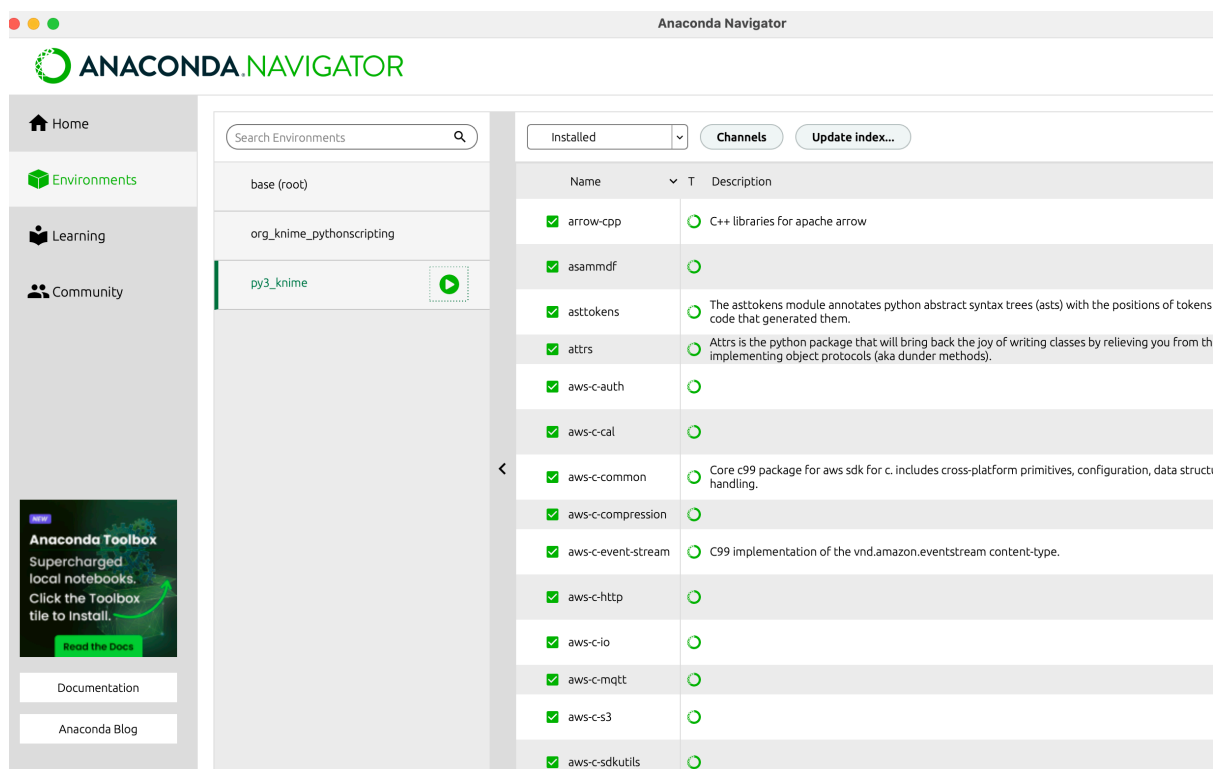 Anaconda Navigator
ANACONDA.NAVIGATOR
Home
Environments
Learning
Community
NEW
Anaconda Toolbox
Supercharged
local notebooks.
Click the Toolbox
tile to Install.
Read the Docs
Documentation
Anaconda Blog
Search Environments
base (root)
org_knime_pythonscripting
py3_knime
Installed
Channels
Update index...
Name T Description
arrow-cpp C++ libraries for apache arrow
asammdf
asttokens The asttokens module annotates python abstract syntax trees (asts) with the positions of tokens
code that generated them.
attrs Attrs is the python package that will bring back the joy of writing classes by relieving you from th
implementing object protocols (aka dunder methods).
aws-c-auth
aws-c-cal
aws-c-common Core c99 package for aws sdk for c. includes cross-platform primitives, configuration, data struct
handling.
aws-c-compression
aws-c-event-stream C99 implementation of the vnd.amazon.eventstream content-type.
aws-c-http
aws-c-io
aws-c-mqtt
aws-c-s3
aws-c-sdkutils